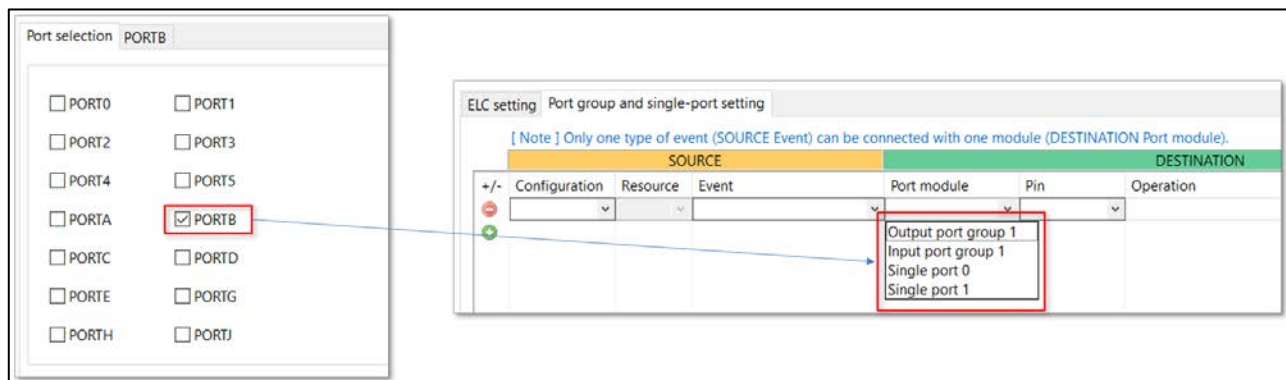 Port selection PORTB
PORT0 PORT1
PORT2 PORT3
PORT4 PORT5
PORTA PORTB
PORTC PORTD
PORTE PORTG
PORTH PORTJ
ELC setting Port group and single-port setting
[ Note ] Only one type of event (SOURCE Event) can be connected with one module (DESTINATION Port module).
SOURCE DESTINATION
+/- Configuration Resource Event Port module Pin Operation
Output port group 1
Input port group 1
Single port 0
Single port 1